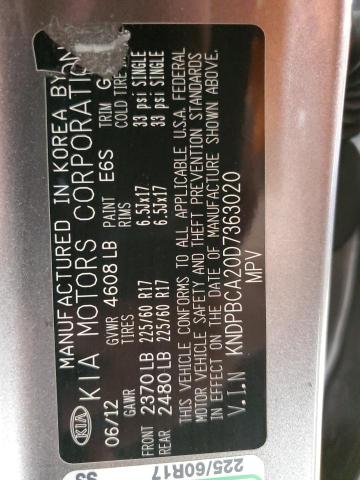 KIA
MANUFACTURED IN KOREA BY
KIA MOTORS CORPORATION
06/12 GVWR 4608 LB PAINT E6S TRIM G
GAWR TIRES RIMS COLD TIRE
FRONT 2370 LB 225/60 R17 6.5Jx17 33 psi SINGLE
REAR 2480 LB 225/60 R17 6.5Jx17 33 psi SINGLE
THIS VEHICLE CONFORMS TO ALL APPLICABLE U.S.A. FEDERAL
MOTOR VEHICLE SAFETY AND THEFT PREVENTION STANDARDS
IN EFFECT ON THE DATE OF MANUFACTURE SHOWN ABOVE.
V.I.N KNDPBCA20D7363020
MPV
225/60R17